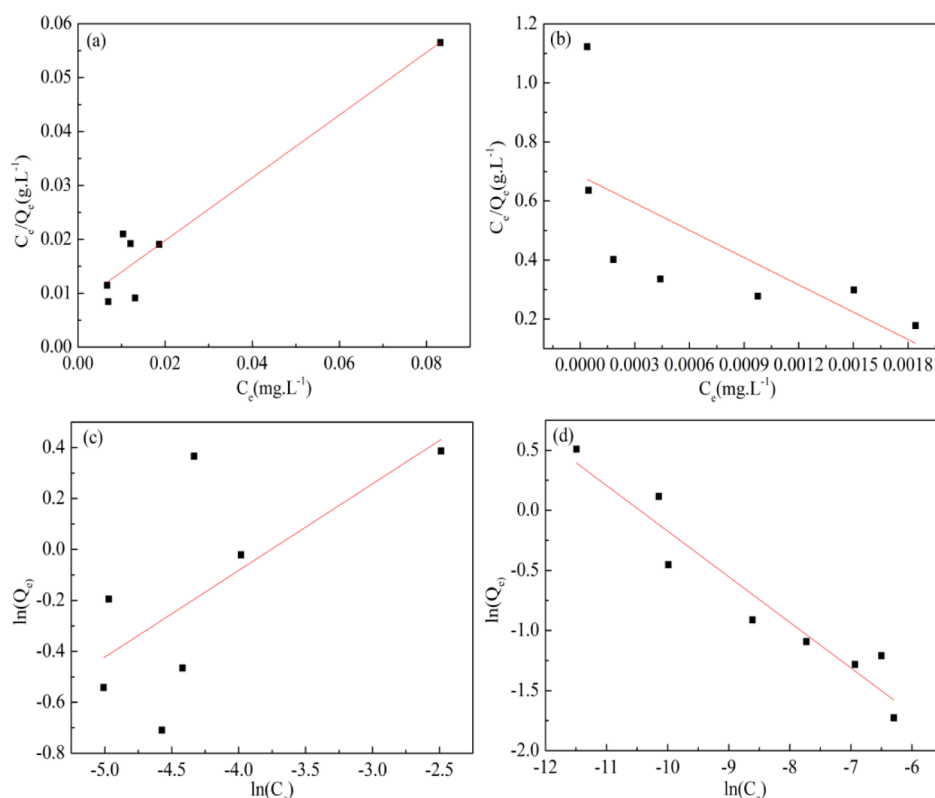 (a)
0.06
0.05
0.04
0.03
0.02
0.01
0.00
0.00 0.02 0.04 0.06 0.08
Cₑ/Qₑ(g.L⁻¹)
Cₑ(mg.L⁻¹)
(b)
1.2
1.0
0.8
0.6
0.4
0.2
0.0000 0.0003 0.0006 0.0009 0.0012 0.0015 0.0018
Cₑ/Qₑ(g.L⁻¹)
Cₑ(mg.L⁻¹)
(c)
0.4
0.2
0.0
-0.2
-0.4
-0.6
-0.8
-5.0 -4.5 -4.0 -3.5 -3.0 -2.5
ln(Qₑ)
ln(Cₑ)
(d)
0.5
0.0
-0.5
-1.0
-1.5
-2.0
-12 -11 -10 -9 -8 -7 -6
ln(Qₑ)
ln(Cₑ)